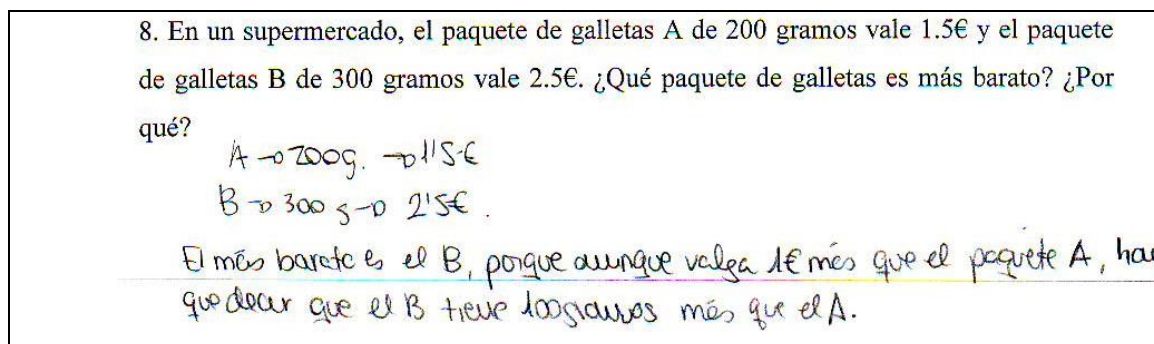 8. En un supermercado, el paquete de galletas A de 200 gramos vale 1.5€ y el paquete
de galletas B de 300 gramos vale 2.5€. ¿Qué paquete de galletas es más barato? ¿Por
qué?
A → 200g. → 1'5€
B → 300 g → 2'5€.
El más barato es el B, porque aunque valga 1€ más que el paquete A, hay
que decir que el B tiene 100gramos más que el A.